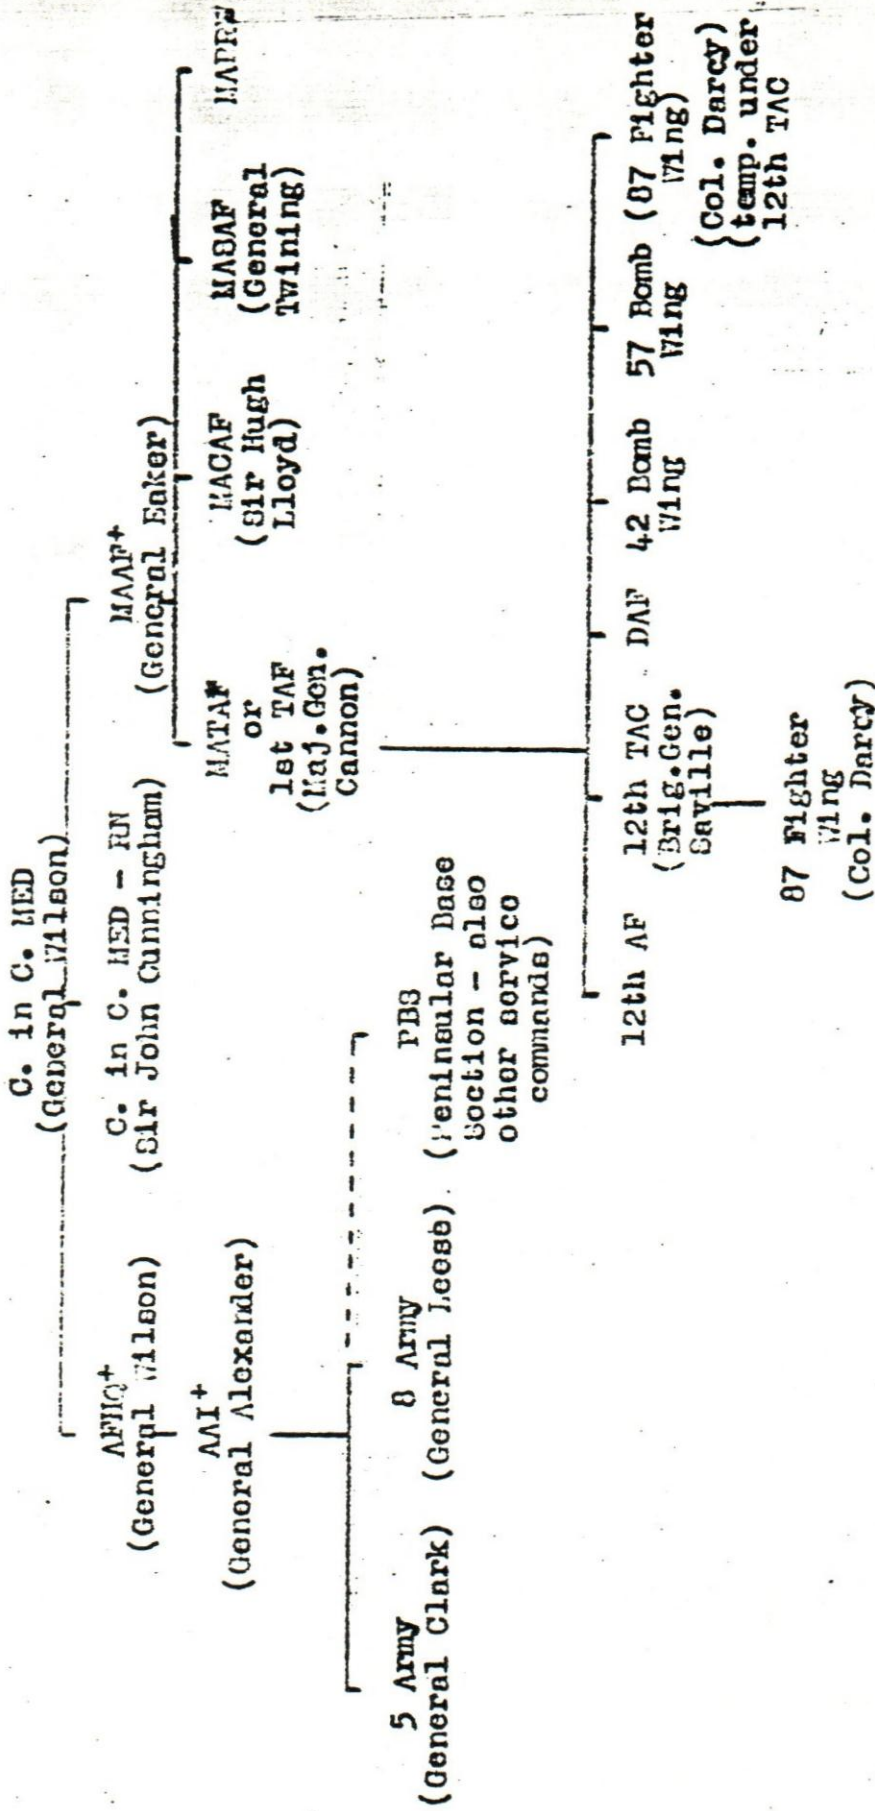 C. in C. MED
(General Wilson)
AFHQ+
(General Wilson)
C. in C. MED - RN
(Sir John Cunningham)
MAAF+
(General Eaker)
AAI+
(General Alexander)
MATAF
or
1st TAF
(Maj.Gen.
Cannon)
MACAF
(Sir Hugh
Lloyd)
MASAF
(General
Twining)
MAPRW
5 Army
(General Clark)
8 Army
(General Leese)
PBS
(Peninsular Base
Section - also
other service
commands)
12th AF
12th TAC
(Brig.Gen.
Saville)
DAF
42 Bomb
Wing
57 Bomb
Wing
(87 Fighter
Wing)
(Col. Darcy)
(temp. under
12th TAC
87 Fighter
Wing
(Col. Darcy)